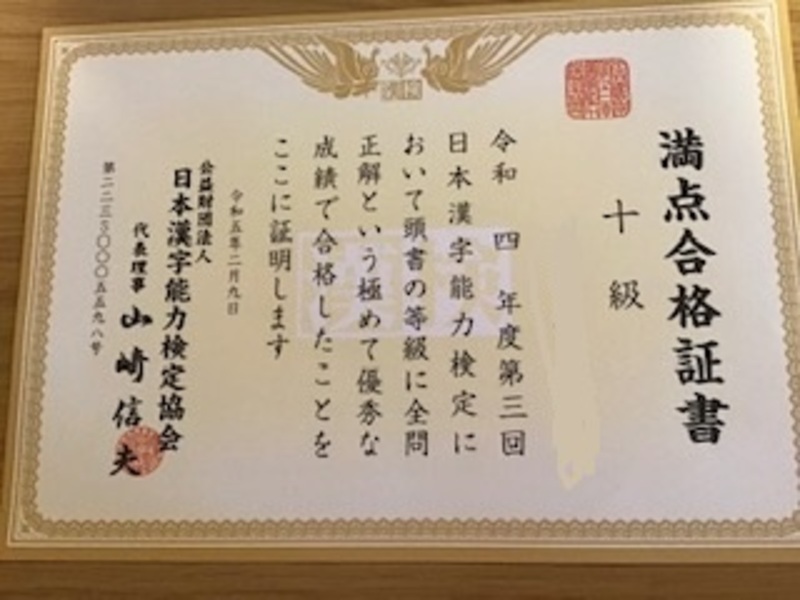 満点合格証書
十級
令和四年度第三回
日本漢字能力検定に
おいて頭書の等級に全問
正解という極めて優秀な
成績で合格したことを
ここに証明します
令和五年二月九日
公益財団法人
日本漢字能力検定協会
代表理事 山崎信夫